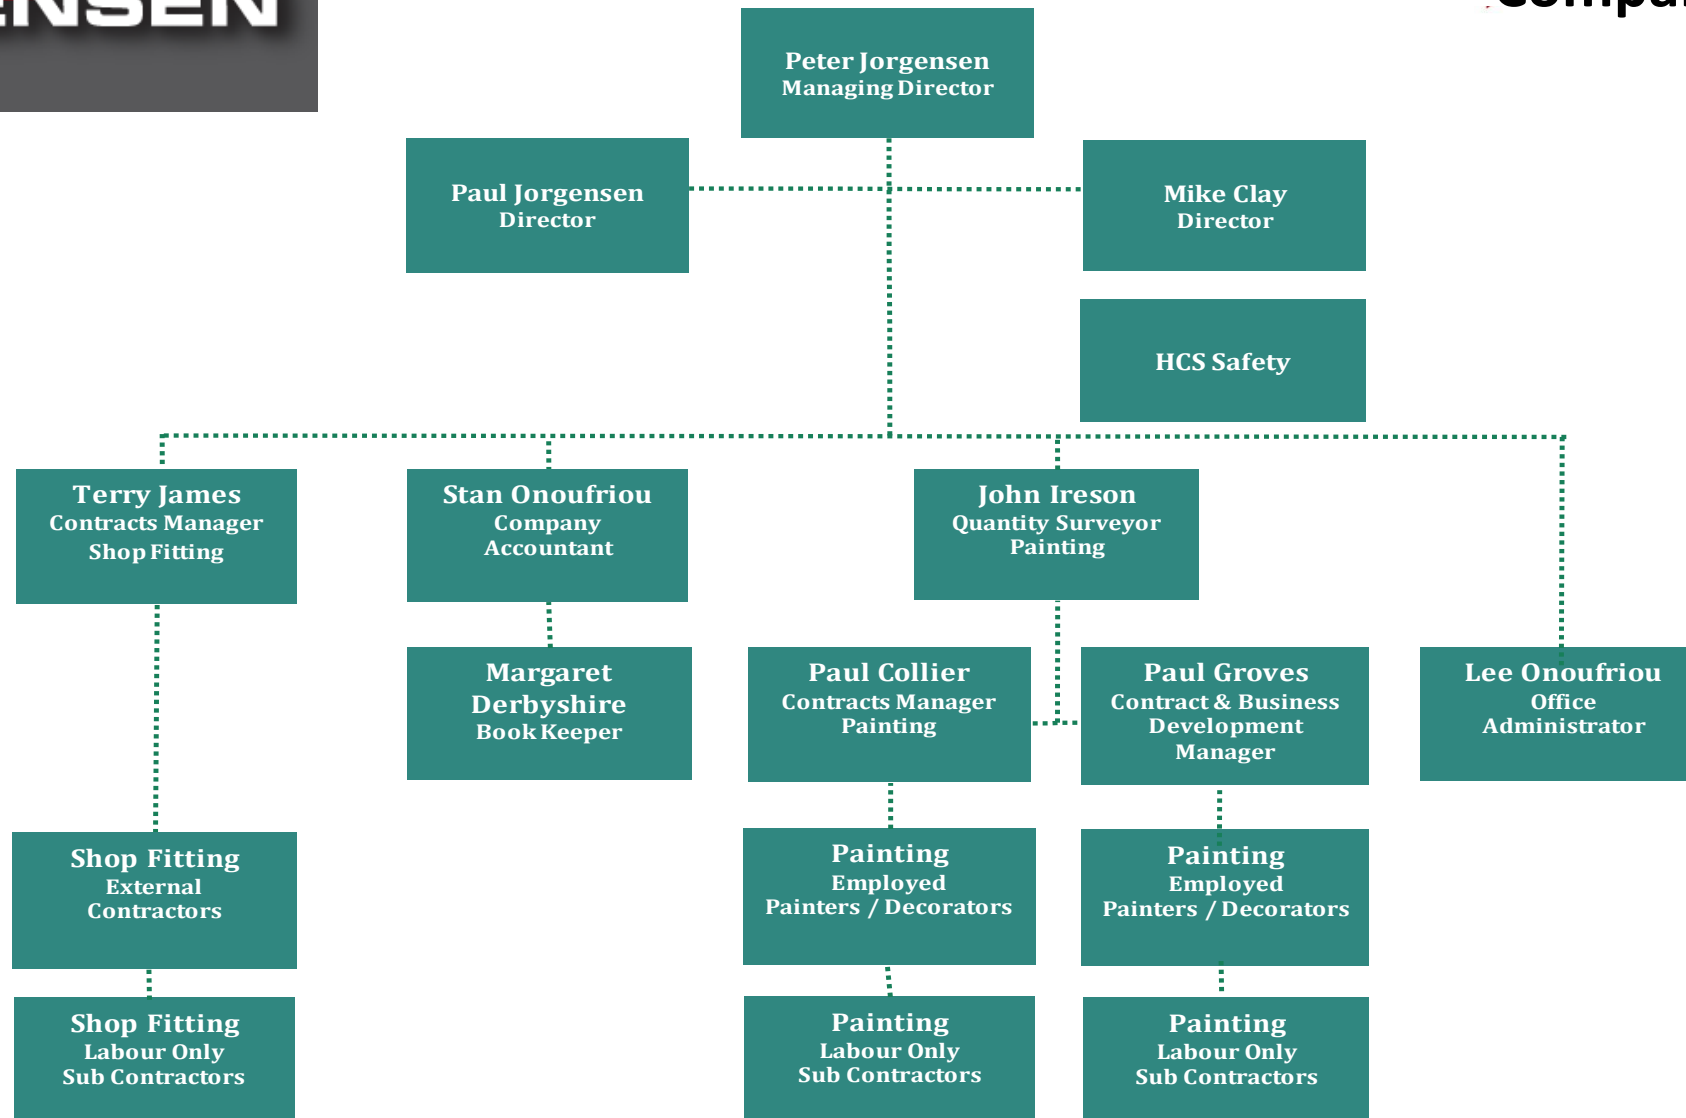 Peter Jorgensen
Managing Director
Paul Jorgensen
Director
Mike Clay
Director
HCS Safety
Terry James
Contracts Manager
Shop Fitting
Stan Onoufriou
Company
Accountant
John Ireson
Quantity Surveyor
Painting
Margaret
Derbyshire
Book Keeper
Paul Collier
Contracts Manager
Painting
Paul Groves
Contract & Business
Development
Manager
Lee Onoufriou
Office
Administrator
Shop Fitting
External
Contractors
Painting
Employed
Painters / Decorators
Painting
Employed
Painters / Decorators
Shop Fitting
Labour Only
Sub Contractors
Painting
Labour Only
Sub Contractors
Painting
Labour Only
Sub Contractors